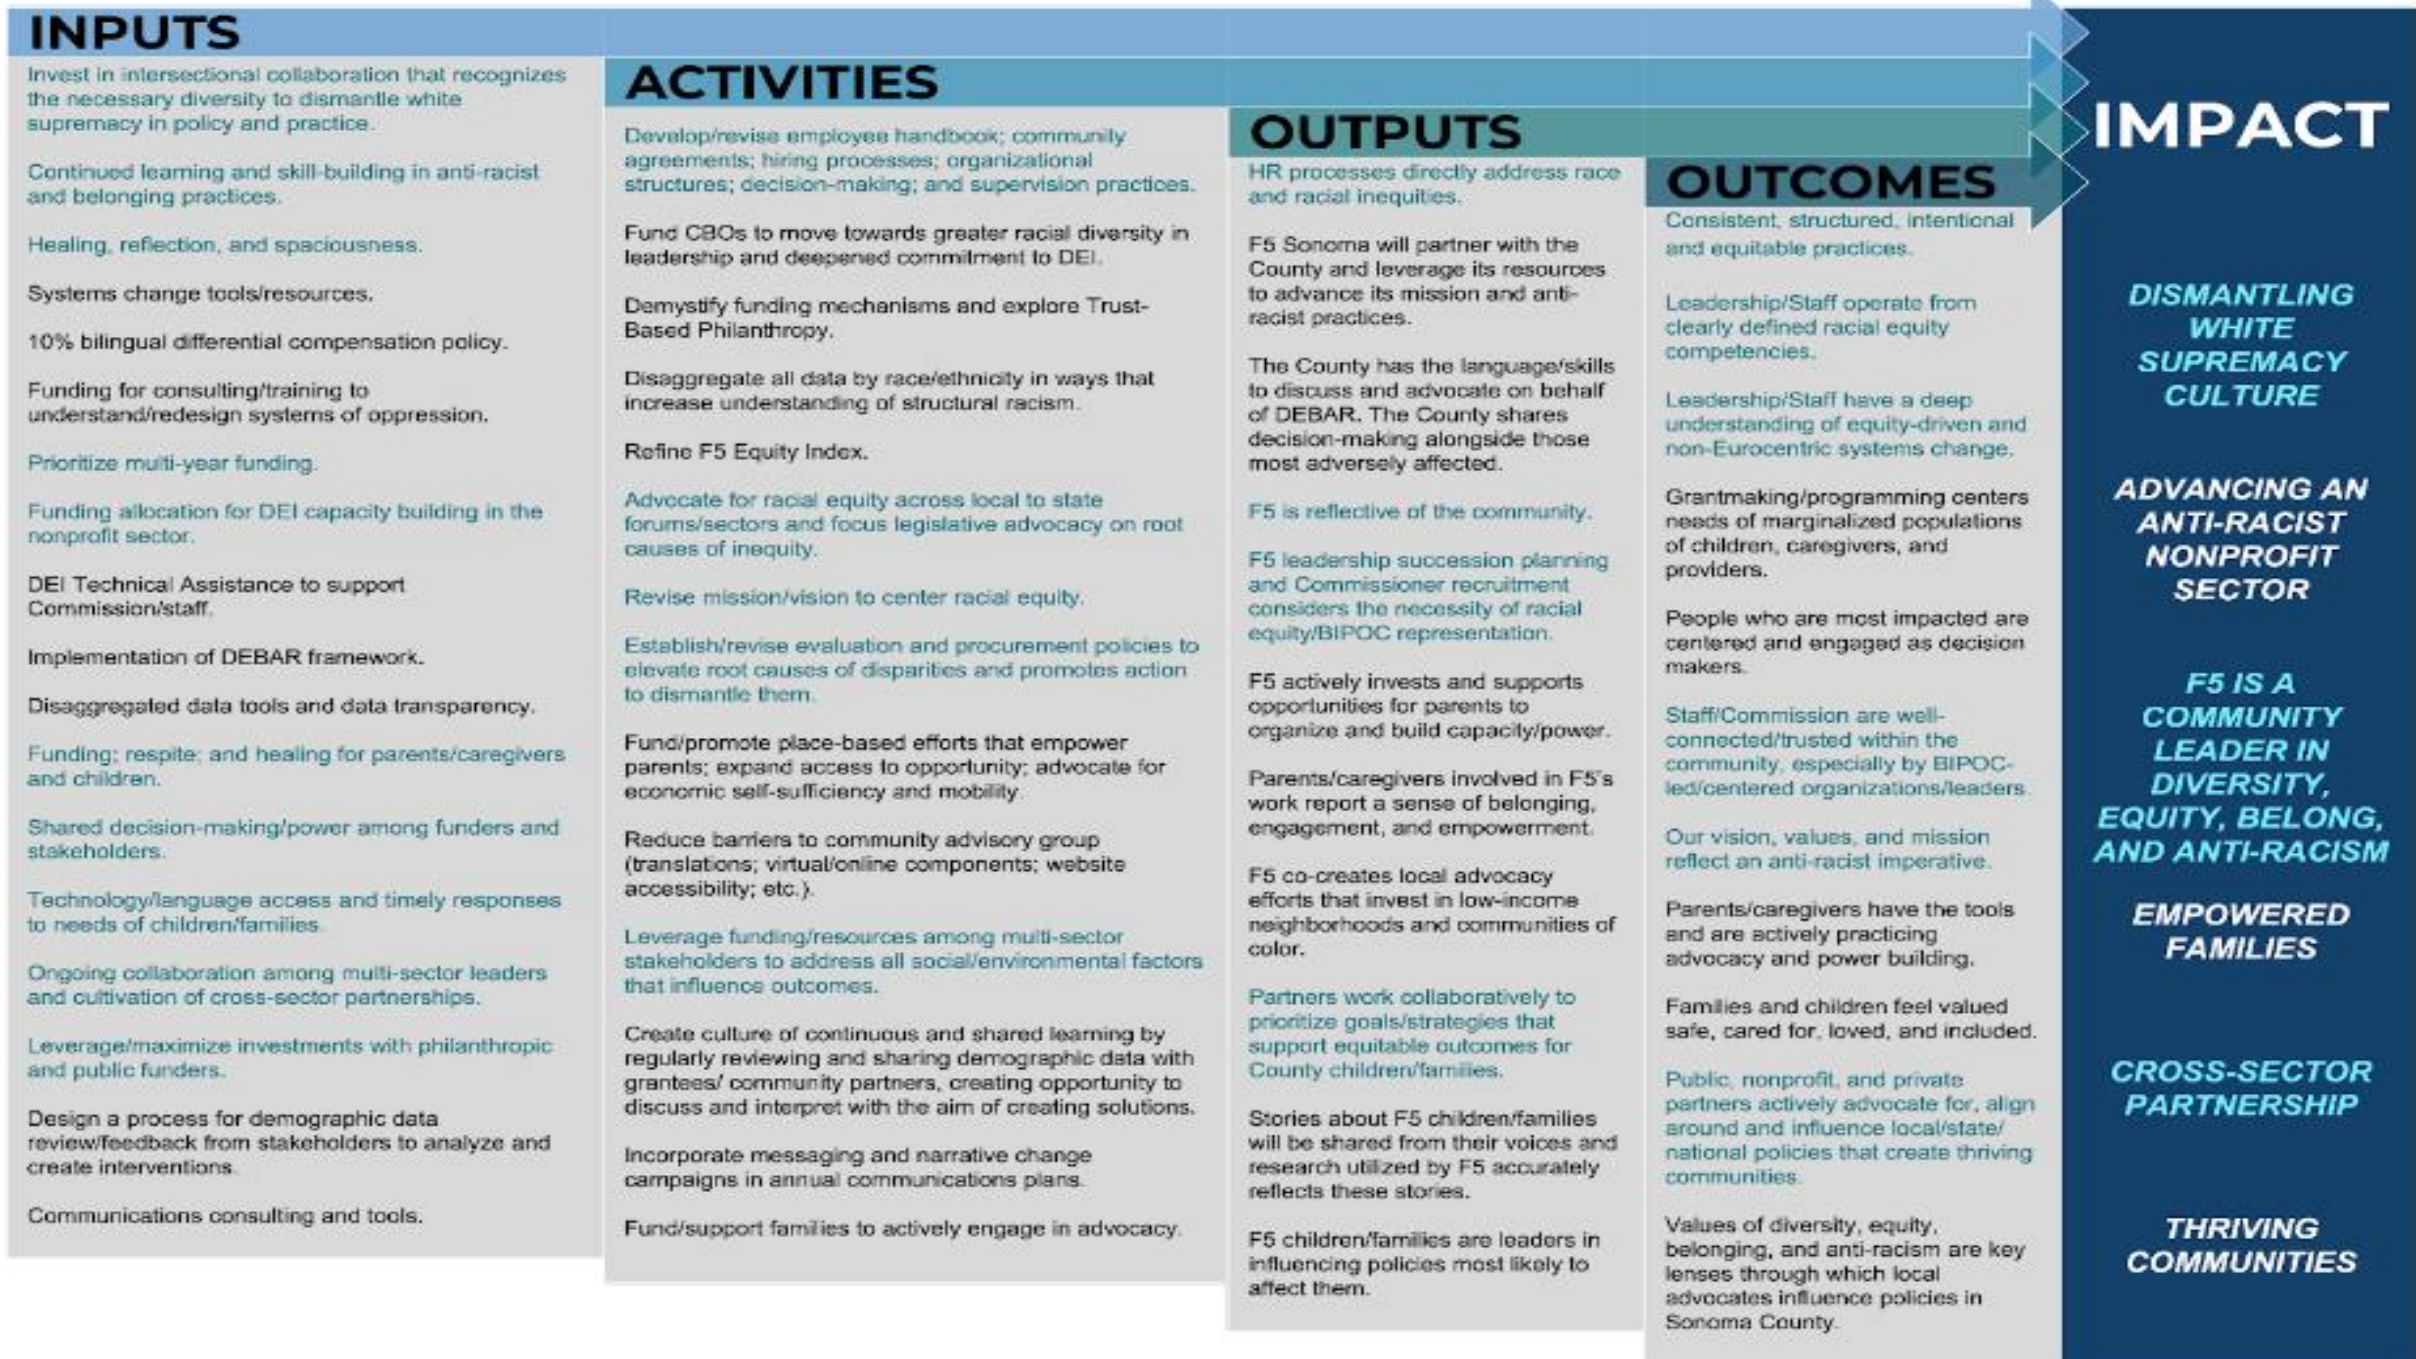 INPUTS
Invest in intersectional collaboration that recognizes
the necessary diversity to dismantle white
supremacy in policy and practice.
Continued learning and skill-building in anti-racist
and belonging practices.
Healing, reflection, and spaciousness.
Systems change tools/resources.
10% bilingual differential compensation policy.
Funding for consulting/training to
understand/redesign systems of oppression.
Prioritize multi-year funding.
Funding allocation for DEI capacity building in the
nonprofit sector.
DEI Technical Assistance to support
Commission/staff.
Implementation of DEBAR framework.
Disaggregated data tools and data transparency.
Funding; respite; and healing for parents/caregivers
and children.
Shared decision-making/power among funders and
stakeholders.
Technology/language access and timely responses
to needs of children/families.
Ongoing collaboration among multi-sector leaders
and cultivation of cross-sector partnerships.
Leverage/maximize investments with philanthropic
and public funders.
Design a process for demographic data
review/feedback from stakeholders to analyze and
create interventions.
Communications consulting and tools.
ACTIVITIES
Develop/revise employee handbook; community
agreements; hiring processes; organizational
structures; decision-making; and supervision practices.
Fund CBOs to move towards greater racial diversity in
leadership and deepened commitment to DEI.
Demystify funding mechanisms and explore Trust-
Based Philanthropy.
Disaggregate all data by race/ethnicity in ways that
increase understanding of structural racism.
Refine F5 Equity Index.
Advocate for racial equity across local to state
forums/sectors and focus legislative advocacy on root
causes of inequity.
Revise mission/vision to center racial equity.
Establish/revise evaluation and procurement policies to
elevate root causes of disparities and promotes action
to dismantle them.
Fund/promote place-based efforts that empower
parents; expand access to opportunity; advocate for
economic self-sufficiency and mobility.
Reduce barriers to community advisory group
(translations; virtual/online components; website
accessibility; etc.).
Leverage funding/resources among multi-sector
stakeholders to address all social/environmental factors
that influence outcomes.
Create culture of continuous and shared learning by
regularly reviewing and sharing demographic data with
grantees/ community partners, creating opportunity to
discuss and interpret with the aim of creating solutions.
Incorporate messaging and narrative change
campaigns in annual communications plans.
Fund/support families to actively engage in advocacy.
OUTPUTS
HR processes directly address race
and racial inequities.
F5 Sonoma will partner with the
County and leverage its resources
to advance its mission and anti-
racist practices.
The County has the language/skills
to discuss and advocate on behalf
of DEBAR. The County shares
decision-making alongside those
most adversely affected.
F5 is reflective of the community.
F5 leadership succession planning
and Commissioner recruitment
considers the necessity of racial
equity/BIPOC representation.
F5 actively invests and supports
opportunities for parents to
organize and build capacity/power.
Parents/caregivers involved in F5's
work report a sense of belonging,
engagement, and empowerment.
F5 co-creates local advocacy
efforts that invest in low-income
neighborhoods and communities of
color.
Partners work collaboratively to
prioritize goals/strategies that
support equitable outcomes for
County children/families.
Stories about F5 children/families
will be shared from their voices and
research utilized by F5 accurately
reflects these stories.
F5 children/families are leaders in
influencing policies most likely to
affect them.
OUTCOMES
Consistent, structured, intentional
and equitable practices.
Leadership/Staff operate from
clearly defined racial equity
competencies.
Leadership/Staff have a deep
understanding of equity-driven and
non-Eurocentric systems change.
Grantmaking/programming centers
needs of marginalized populations
of children, caregivers, and
providers.
People who are most impacted are
centered and engaged as decision
makers.
Staff/Commission are well-
connected/trusted within the
community, especially by BIPOC-
led/centered organizations/leaders.
Our vision, values, and mission
reflect an anti-racist imperative.
Parents/caregivers have the tools
and are actively practicing
advocacy and power building.
Families and children feel valued
safe, cared for, loved, and included.
Public, nonprofit, and private
partners actively advocate for, align
around and influence local/state/
national policies that create thriving
communities.
Values of diversity, equity,
belonging, and anti-racism are key
lenses through which local
advocates influence policies in
Sonoma County.
IMPACT
DISMANTLING
WHITE
SUPREMACY
CULTURE
ADVANCING AN
ANTI-RACIST
NONPROFIT
SECTOR
F5 IS A
COMMUNITY
LEADER IN
DIVERSITY,
EQUITY, BELONG,
AND ANTI-RACISM
EMPOWERED
FAMILIES
CROSS-SECTOR
PARTNERSHIP
THRIVING
COMMUNITIES